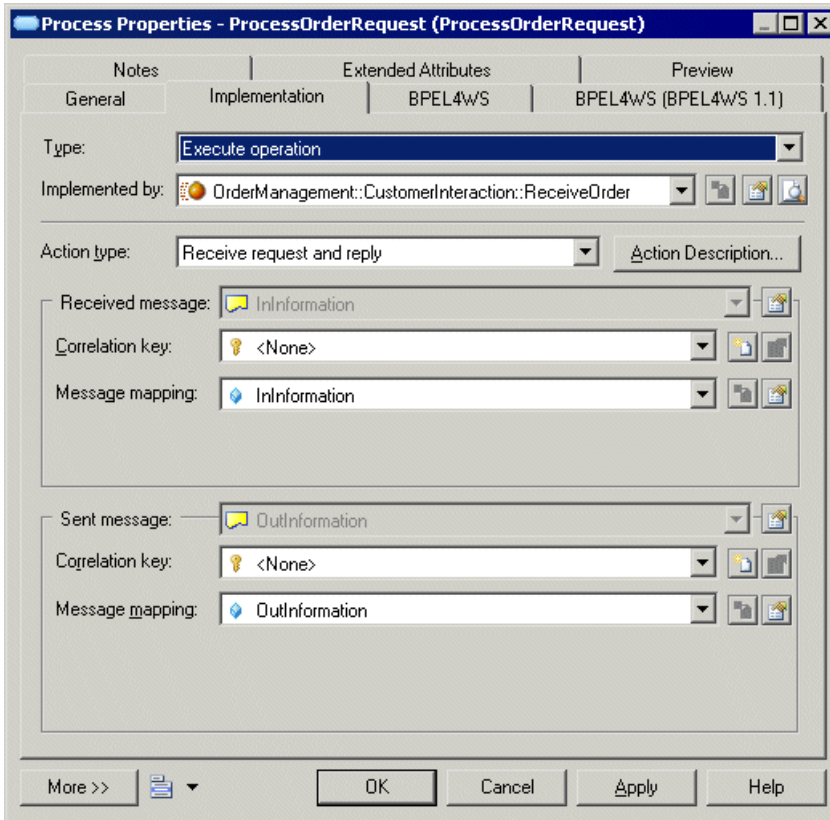 Process Properties - ProcessOrderRequest (ProcessOrderRequest)
Notes Extended Attributes Preview
General Implementation BPEL4WS BPEL4WS (BPEL4WS 1.1)
Type: Execute operation
Implemented by: OrderManagement::CustomerInteraction::ReceiveOrder
Action type: Receive request and reply Action Description...
Received message: InInformation
Correlation key: <None>
Message mapping: InInformation
Sent message: OutInformation
Correlation key: <None>
Message mapping: OutInformation
More >> OK Cancel Apply Help